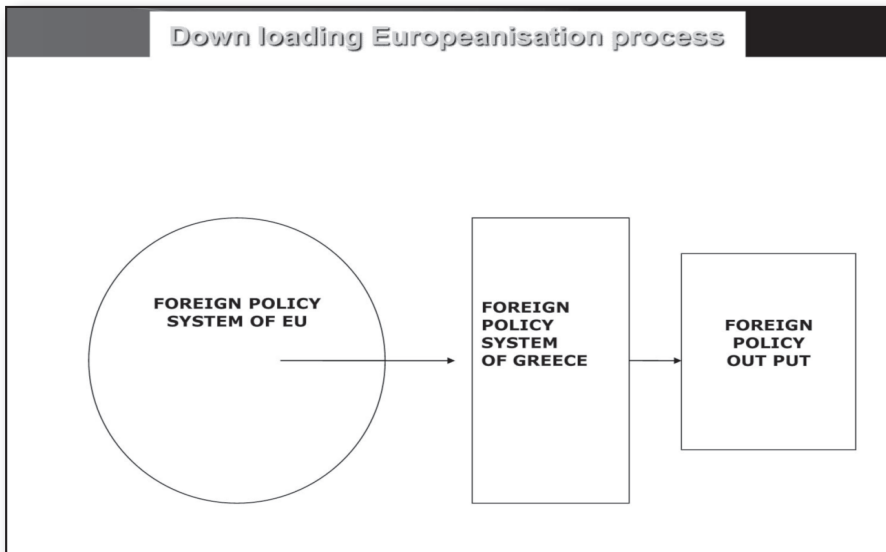 Down loading Europeanisation process
FOREIGN POLICY
SYSTEM OF EU
FOREIGN
POLICY
SYSTEM
OF GREECE
FOREIGN
POLICY
OUT PUT